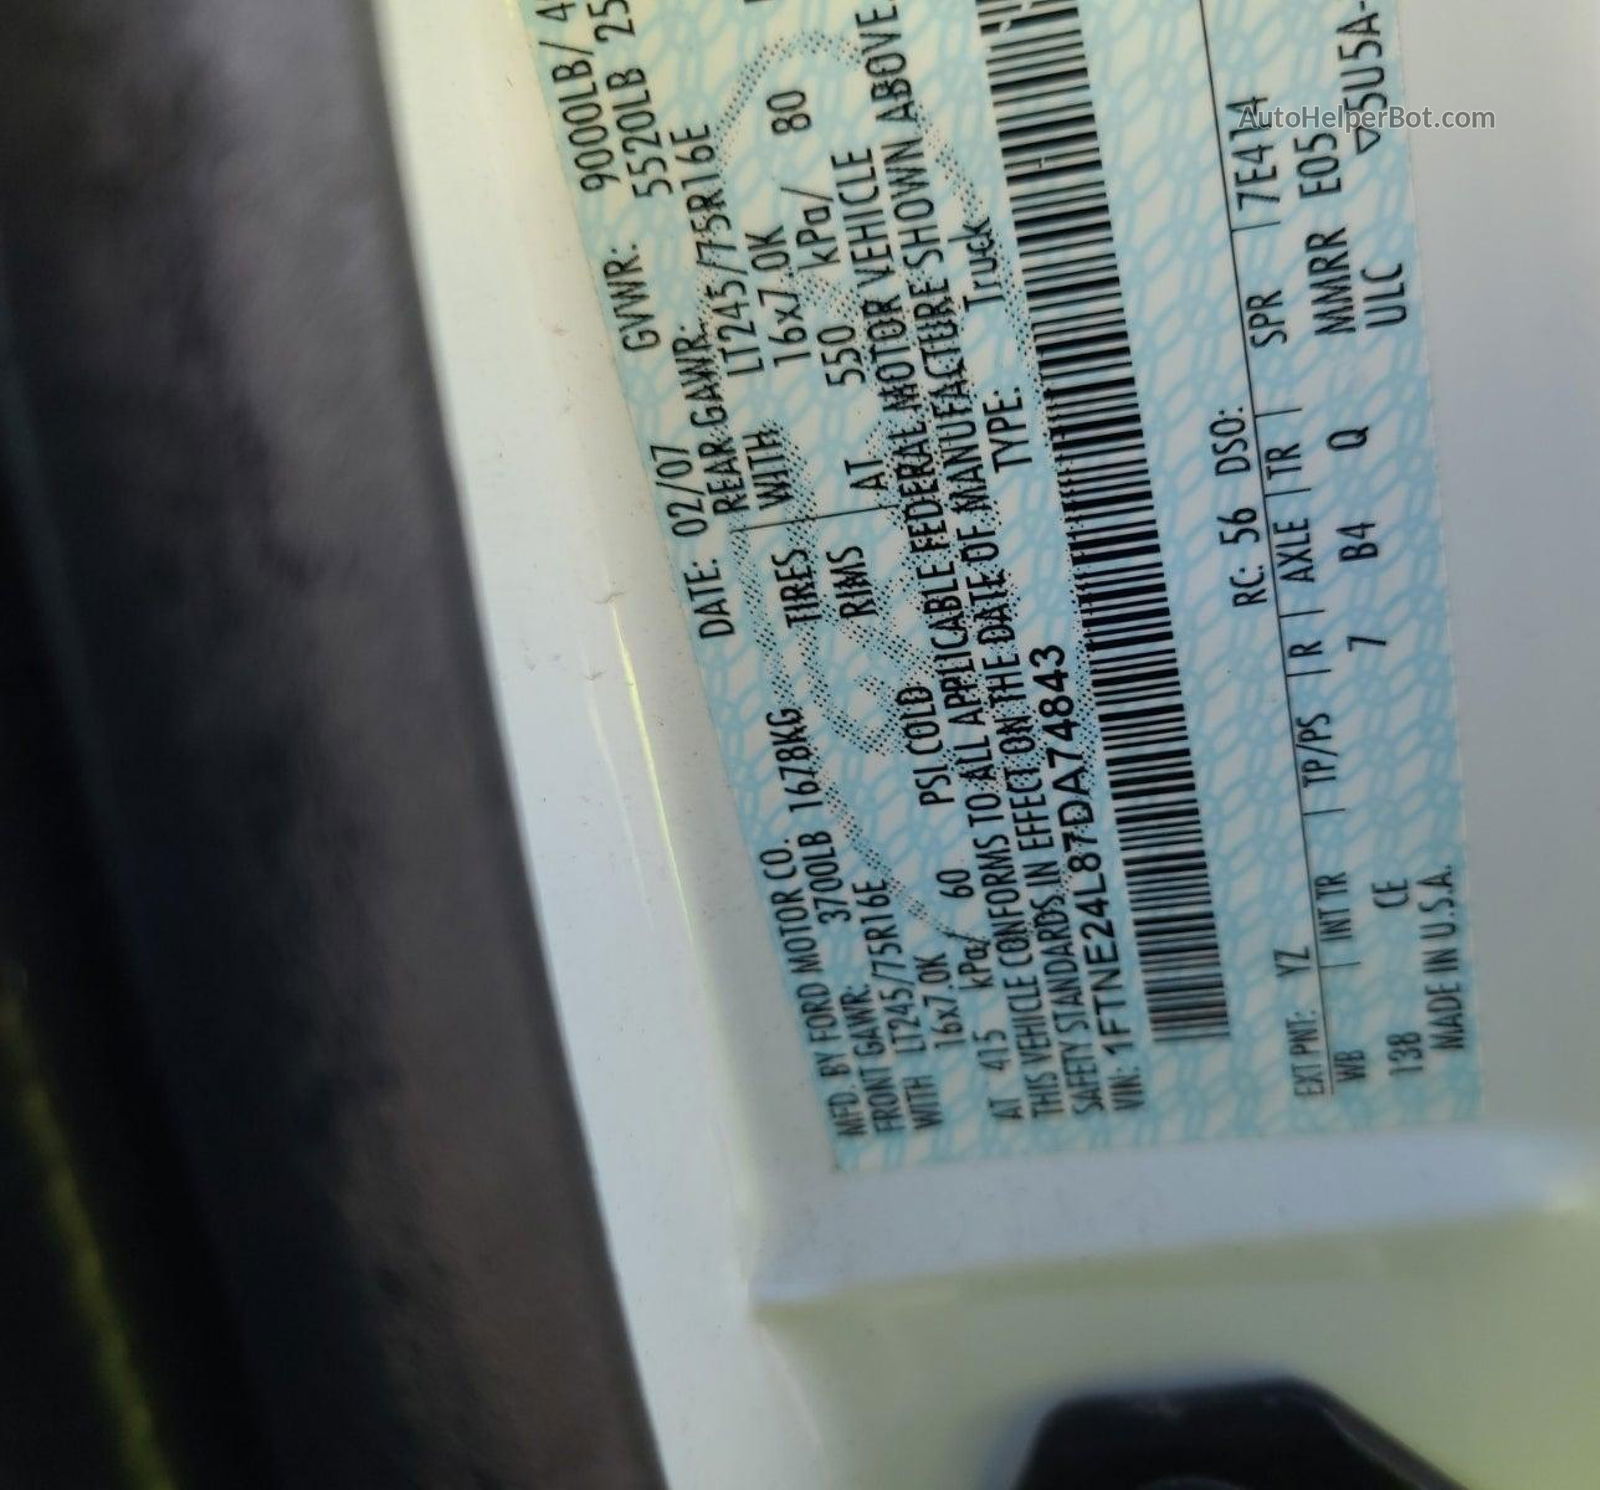 MFD. BY FORD MOTOR CO.
DATE: 02/07 GVWR: 9000LB/
FRONT GAWR: 3700LB 1678KG REAR GAWR: 5520LB
WITH LT245/75R16E TIRES WITH LT245/75R16E
16x7.0K RIMS 16x7.0K
AT 415 kPa/ 60 PSI COLD AT 550 kPa/ 80
THIS VEHICLE CONFORMS TO ALL APPLICABLE FEDERAL MOTOR VEHICLE
SAFETY STANDARDS IN EFFECT ON THE DATE OF MANUFACTURE SHOWN ABOVE.
VIN: 1FTNE24L87DA74843 TYPE: Truck
EXT PNT: YZ RC: 56 DSO:
WB INT TR TP/PS R AXLE TR SPR 7E414
138 CE 7 B4 Q MMRR E05
MADE IN U.S.A. ULC ▽5U5A-
AutoHelperBot.com